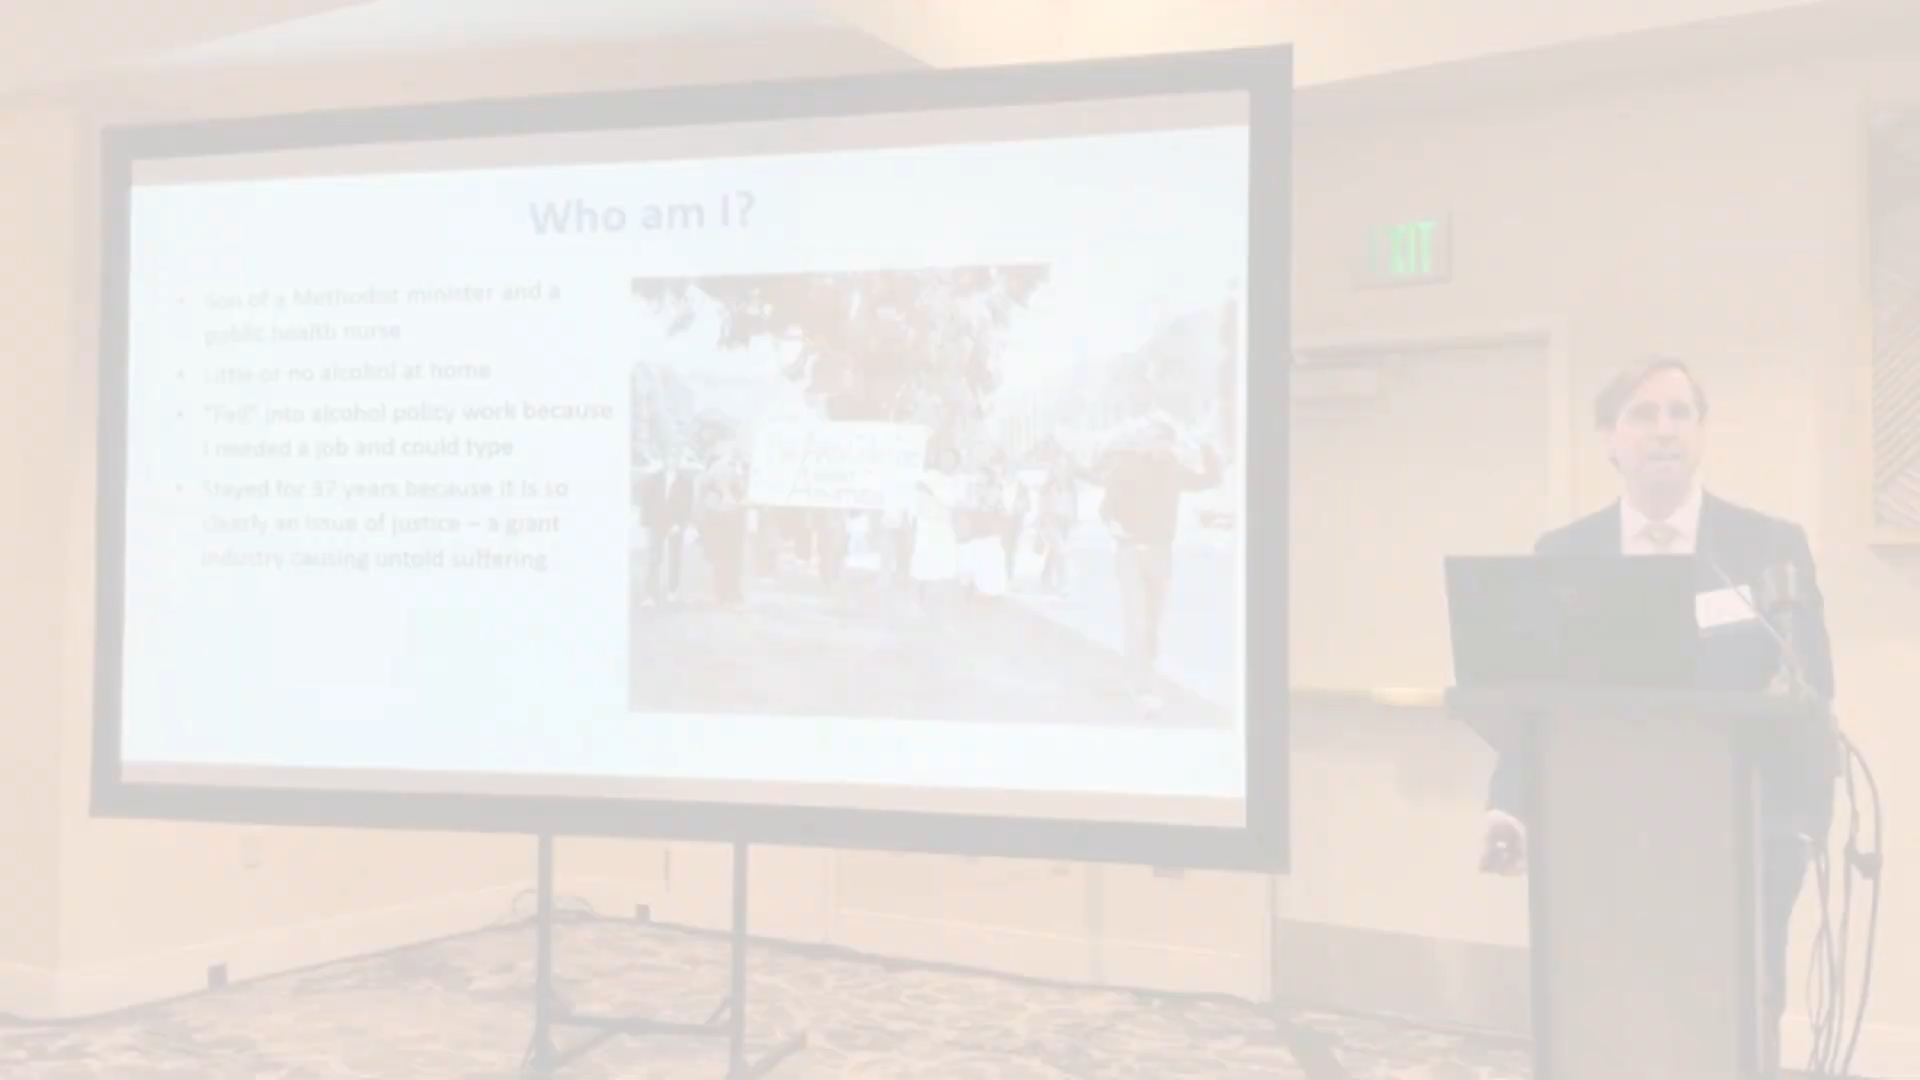 Who am I?
• Son of a Methodist minister and a
public health nurse
• Little or no alcohol at home
• "Fell" into alcohol policy work because
I needed a job and could type
• Stayed for 37 years because it is so
clearly an issue of justice – a giant
industry causing untold suffering
EXIT